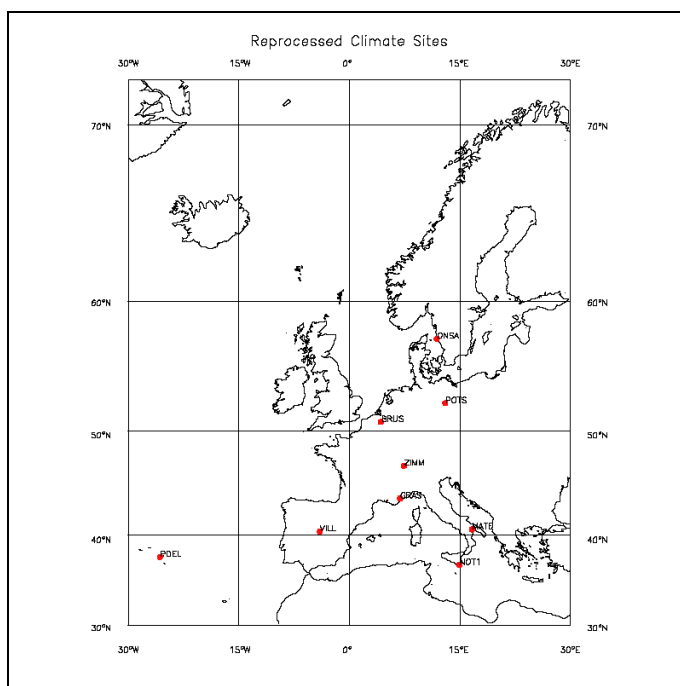 Reprocessed Climate Sites
30°W 15°W 0° 15°E 30°E
70°N 70°N
60°N 60°N
ONSA
POTS
BRUS
50°N 50°N
ZIMM
GRAS
VILL MATE
40°N 40°N
PDEL
NOT1
30°N 30°N
30°W 15°W 0° 15°E 30°E